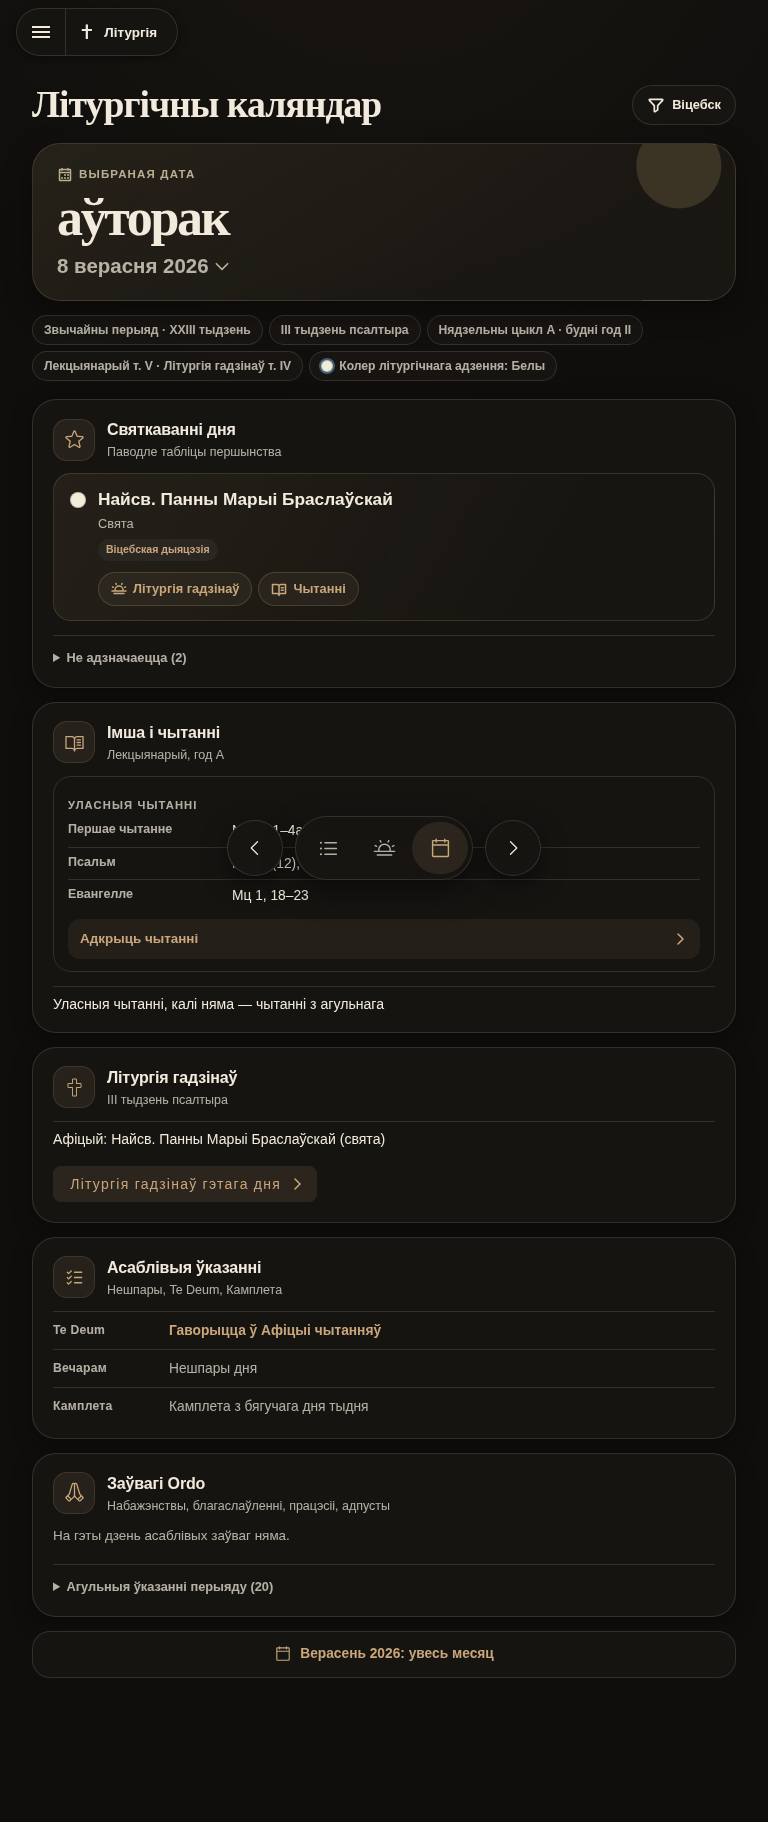 Літургія
Літургічны каляндар
Віцебск
ВЫБРАНАЯ ДАТА
аўторак
8 верасня 2026
Звычайны перыяд · XXIII тыдзень
III тыдзень псалтыра
Нядзельны цыкл A · будні год II
Лекцыянарый т. V · Літургія гадзінаў т. IV
Колер літургічнага адзення: Белы
Святкаванні дня
Паводле табліцы першынства
Найсв. Панны Марыі Браслаўскай
Свята
Віцебская дыяцэзія
Літургія гадзінаў
Чытанні
Не адзначаецца (2)
Імша і чытанні
Лекцыянарый, год A
УЛАСНЫЯ ЧЫТАННІ
Першае чытанне
Псальм
Евангелле
Мц 1, 18–23
Адкрыць чытанні
Уласныя чытанні, калі няма — чытанні з агульнага
Літургія гадзінаў
III тыдзень псалтыра
Афіцый: Найсв. Панны Марыі Браслаўскай (свята)
Літургія гадзінаў гэтага дня
Асаблівыя ўказанні
Нешпары, Te Deum, Камплета
Te Deum
Гаворыцца ў Афіцыі чытанняў
Вечарам
Нешпары дня
Камплета
Камплета з бягучага дня тыдня
Заўвагі Ordo
Набажэнствы, благаслаўленні, працэсіі, адпусты
На гэты дзень асаблівых заўваг няма.
Агульныя ўказанні перыяду (20)
Верасень 2026: увесь месяц